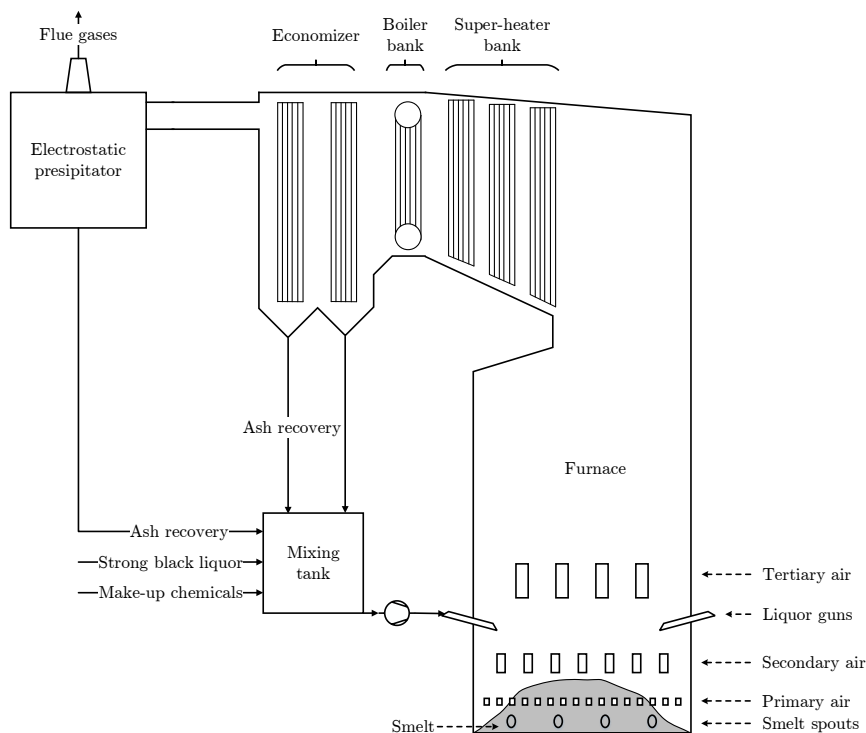 Flue gases
Economizer
Boiler
bank
Super-heater
bank
Electrostatic
presipitator
Ash recovery
Furnace
Ash recovery
Strong black liquor
Make-up chemicals
Mixing
tank
Tertiary air
Liquor guns
Secondary air
Primary air
Smelt
Smelt spouts